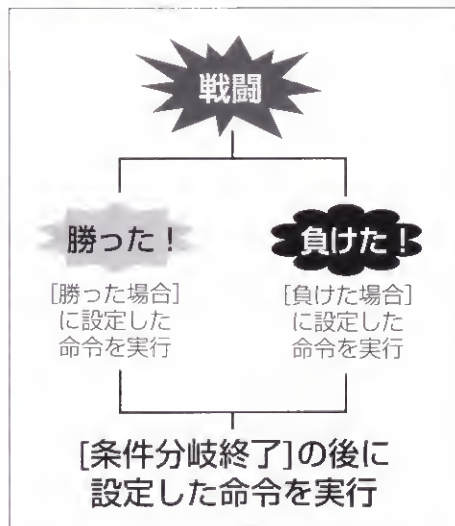 戦闘
勝った！
負けた！
[勝った場合]
に設定した
命令を実行
[負けた場合]
に設定した
命令を実行
[条件分岐終了]の後に
設定した命令を実行